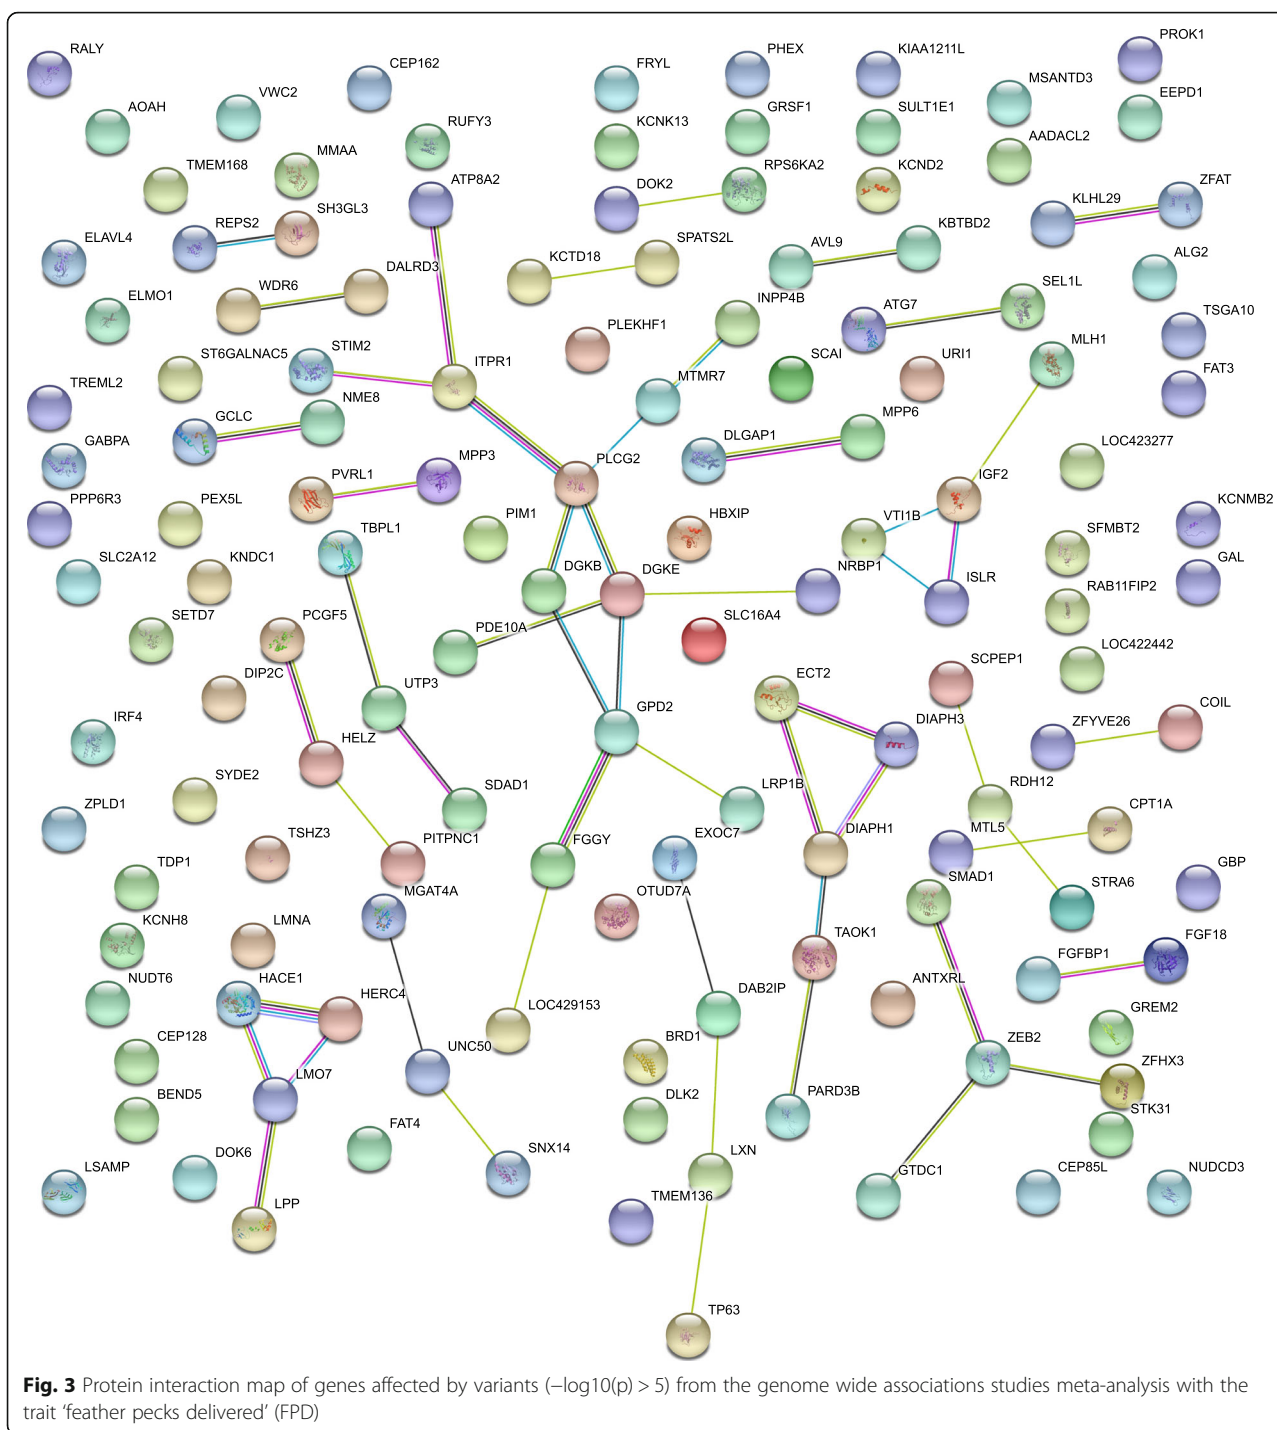 RALY
CEP162
FRYL
PHEX
KIAA1211L
PROK1
MSANTD3
EEPD1
AOAH
VWC2
RUFY3
KCNK13
GRSF1
SULT1E1
AADACL2
TMEM168
MMAA
ATP8A2
DOK2
RPS6KA2
KCND2
ZFAT
KLHL29
REPS2
SH3GL3
ELAVL4
KCTD18
SPATS2L
AVL9
KBTBD2
ALG2
WDR6
DALRD3
ELMO1
INPP4B
ATG7
SEL1L
TSGA10
PLEKHF1
ST6GALNAC5
STIM2
ITPR1
MTMR7
SCAI
URI1
MLH1
FAT3
TREML2
GCLC
NME8
MPP6
DLGAP1
LOC423277
GABPA
PLCG2
PVRL1
MPP3
IGF2
KCNMB2
PPP6R3
PEX5L
TBPL1
PIM1
HBXIP
VTI1B
SFMBT2
SLC2A12
KNDC1
DGKB
DGKE
NRBP1
ISLR
GAL
RAB11FIP2
SETD7
PCGF5
PDE10A
SLC16A4
LOC422442
DIP2C
SCPEP1
ECT2
UTP3
GPD2
DIAPH3
ZFYVE26
COIL
IRF4
HELZ
SYDE2
SDAD1
LRP1B
RDH12
CPT1A
ZPLD1
TSHZ3
PITPNC1
FGGY
EXOC7
DIAPH1
MTL5
TDP1
MGAT4A
SMAD1
STRA6
GBP
OTUD7A
KCNH8
LMNA
TAOK1
FGFBP1
FGF18
NUDT6
HACE1
HERC4
LOC429153
DAB2IP
ANTXRL
GREM2
CEP128
UNC50
BRD1
ZEB2
ZFHX3
LMO7
BEND5
DLK2
PARD3B
STK31
FAT4
SNX14
LXN
GTDC1
CEP85L
NUDCD3
LSAMP
DOK6
LPP
TMEM136
TP63
Fig. 3 Protein interaction map of genes affected by variants (−log10(p) > 5) from the genome wide associations studies meta-analysis with the
trait ‘feather pecks delivered’ (FPD)